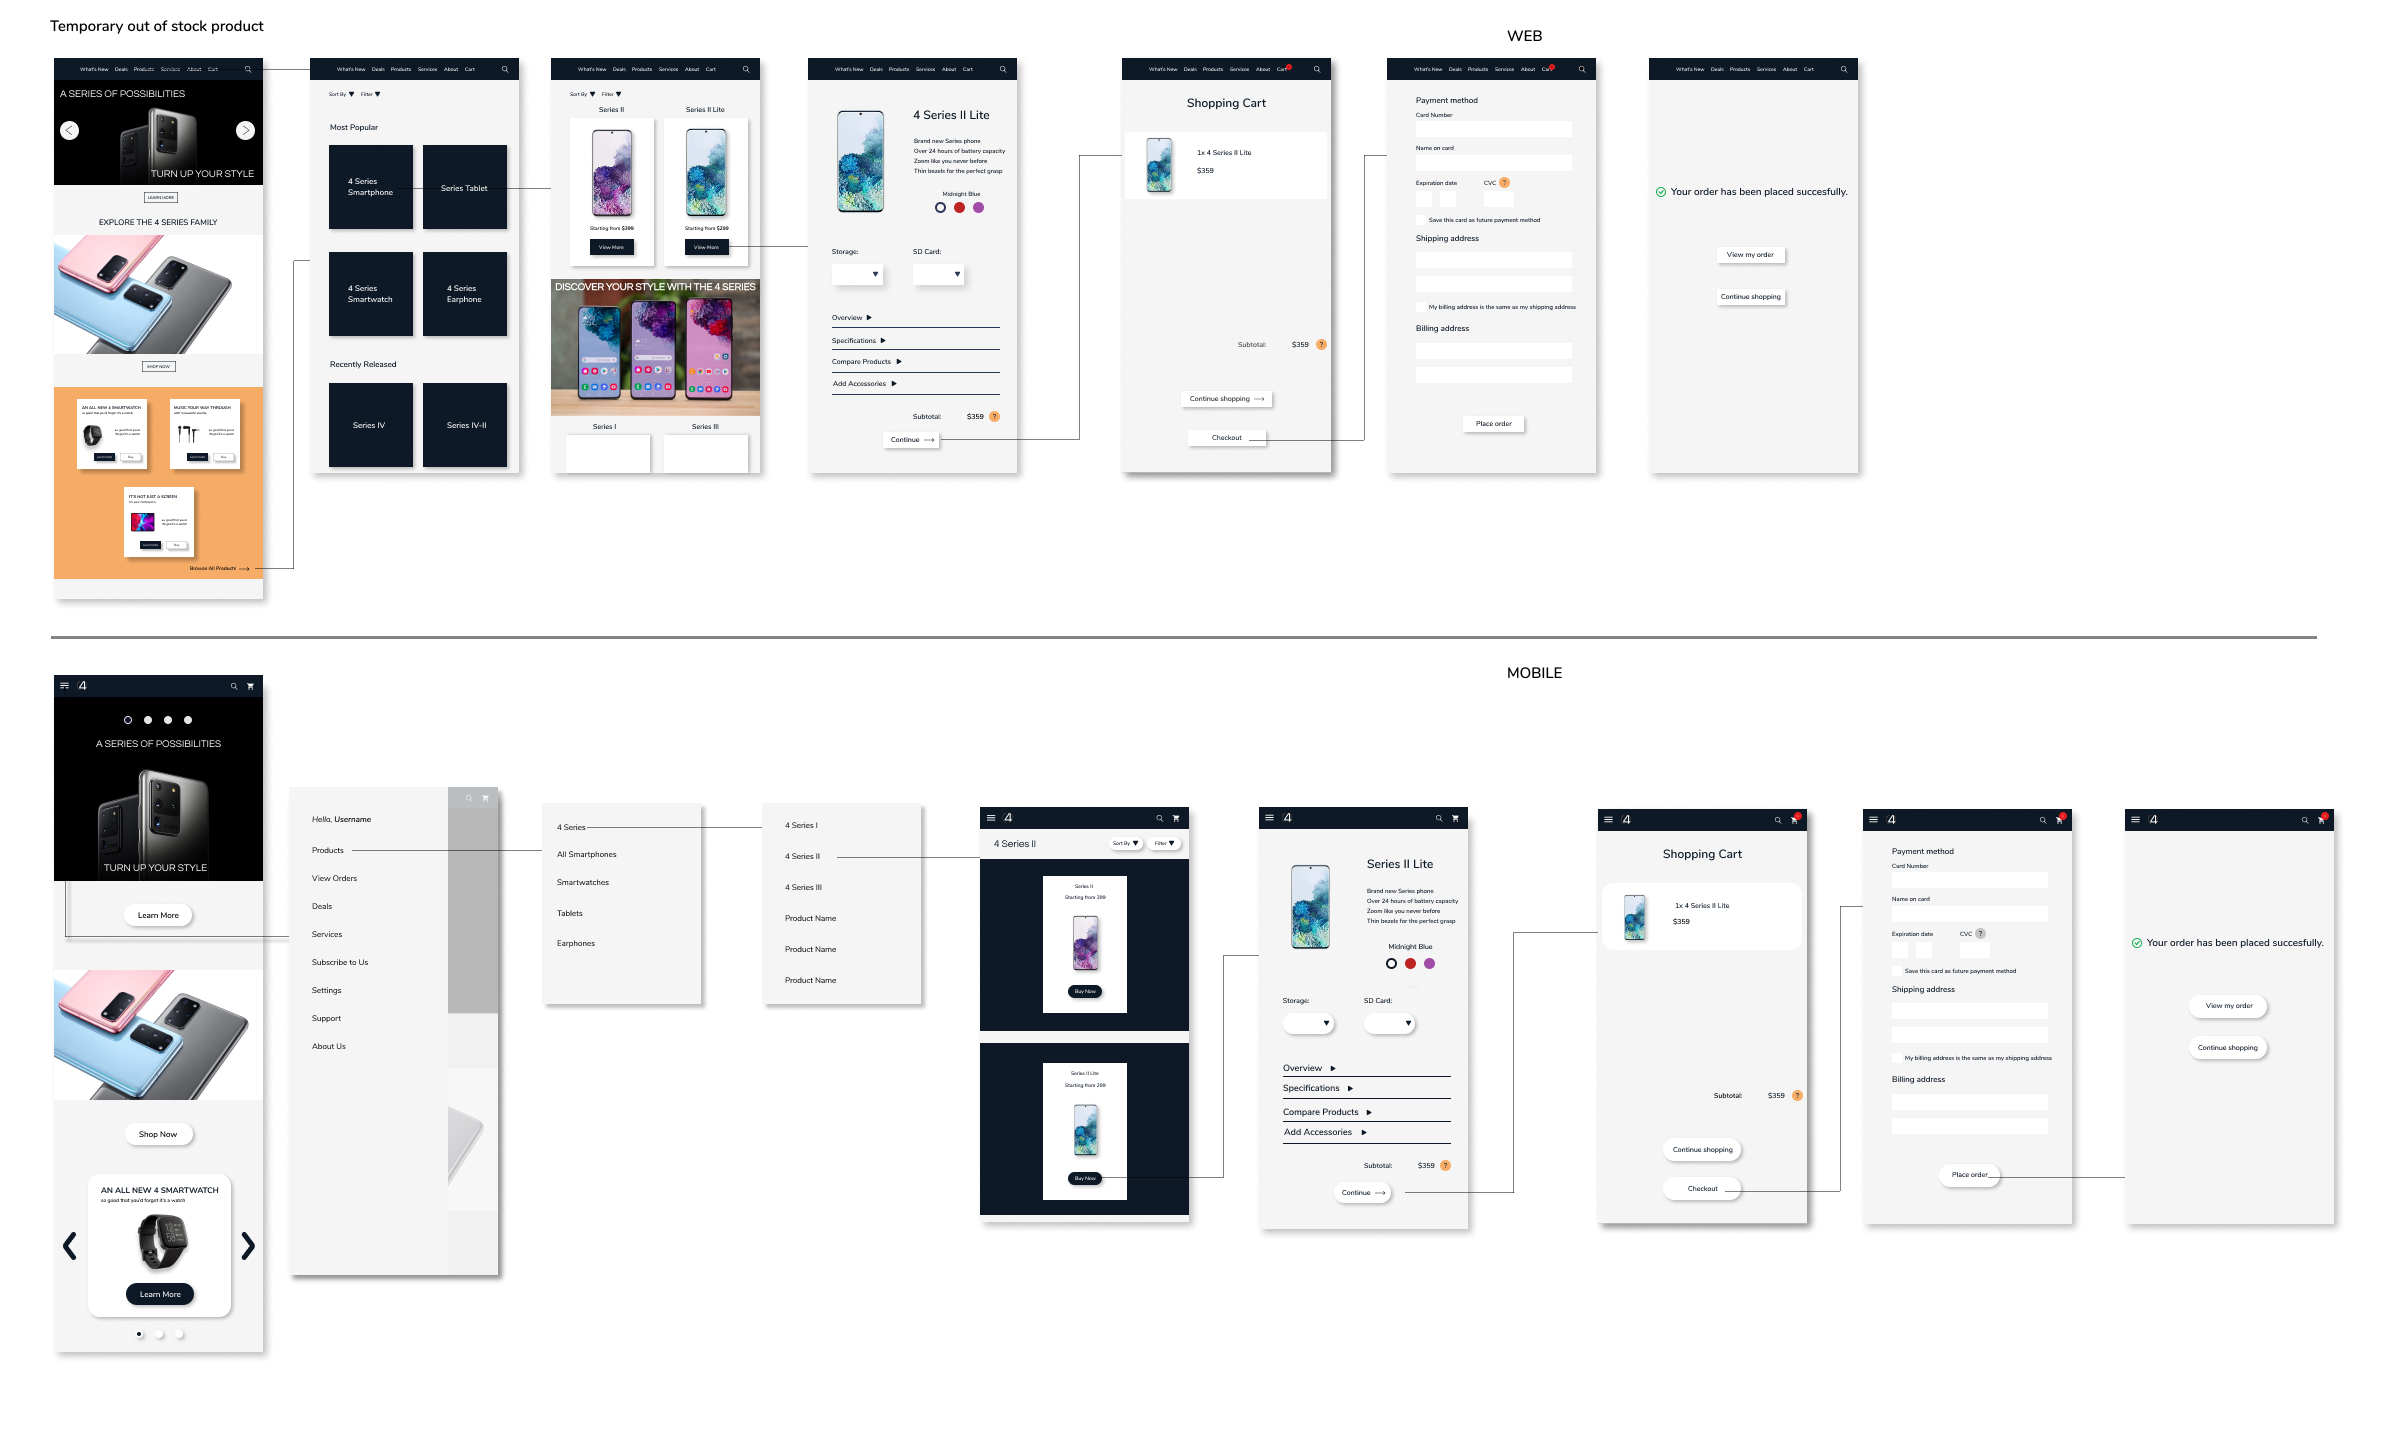 Temporary out of stock product
WEB
What's New Deals Products Services About Cart
A SERIES OF POSSIBILITIES
TURN UP YOUR STYLE
LEARN MORE
EXPLORE THE 4 SERIES FAMILY
SHOP NOW
AN ALL NEW 4 SMARTWATCH
so good that you'd forget it's a watch
Learn more
Buy
MUSIC YOUR WAY THROUGH
Learn more
Buy
IT'S NOT JUST A SCREEN
Learn more
Buy
Browse All Products
What's New Deals Products Services About Cart
Sort By Filter
Most Popular
4 Series
Smartphone
Series Tablet
4 Series
Smartwatch
4 Series
Earphone
Recently Released
Series IV
Series IV-II
What's New Deals Products Services About Cart
Sort By Filter
Series II
Series II Lite
Starting from $399
Starting from $299
View More
View More
DISCOVER YOUR STYLE WITH THE 4 SERIES
Series I
Series III
What's New Deals Products Services About Cart
4 Series II Lite
Brand new Series phone
Over 24 hours of battery capacity
Zoom like you never before
Thin bezels for the perfect grasp
Midnight Blue
Storage:
SD Card:
Overview
Specifications
Compare Products
Add Accessories
Subtotal: $359 ?
Continue
What's New Deals Products Services About Cart
Shopping Cart
1x 4 Series II Lite
$359
Subtotal: $359 ?
Continue shopping
Checkout
What's New Deals Products Services About Cart
Payment method
Card Number
Name on card
Expiration date CVC ?
Save this card as future payment method
Shipping address
My billing address is the same as my shipping address
Billing address
Place order
What's New Deals Products Services About Cart
Your order has been placed succesfully.
View my order
Continue shopping
MOBILE
4
A SERIES OF POSSIBILITIES
TURN UP YOUR STYLE
Learn More
Shop Now
AN ALL NEW 4 SMARTWATCH
so good that you'd forget it's a watch
Learn More
Hello, Username
Products
View Orders
Deals
Services
Subscribe to Us
Settings
Support
About Us
4 Series
All Smartphones
Smartwatches
Tablets
Earphones
4 Series I
4 Series II
4 Series III
Product Name
Product Name
Product Name
4
4 Series II
Sort By
Filter
Series II
Starting from 399
Buy Now
Series II Lite
Starting from 299
Buy Now
4
Series II Lite
Brand new Series phone
Over 24 hours of battery capacity
Zoom like you never before
Thin bezels for the perfect grasp
Midnight Blue
Storage:
SD Card:
Overview
Specifications
Compare Products
Add Accessories
Subtotal: $359 ?
Continue
4
Shopping Cart
1x 4 Series II Lite
$359
Subtotal: $359 ?
Continue shopping
Checkout
4
Payment method
Card Number
Name on card
Expiration date CVC ?
Save this card as future payment method
Shipping address
My billing address is the same as my shipping address
Billing address
Place order
4
Your order has been placed succesfully.
View my order
Continue shopping